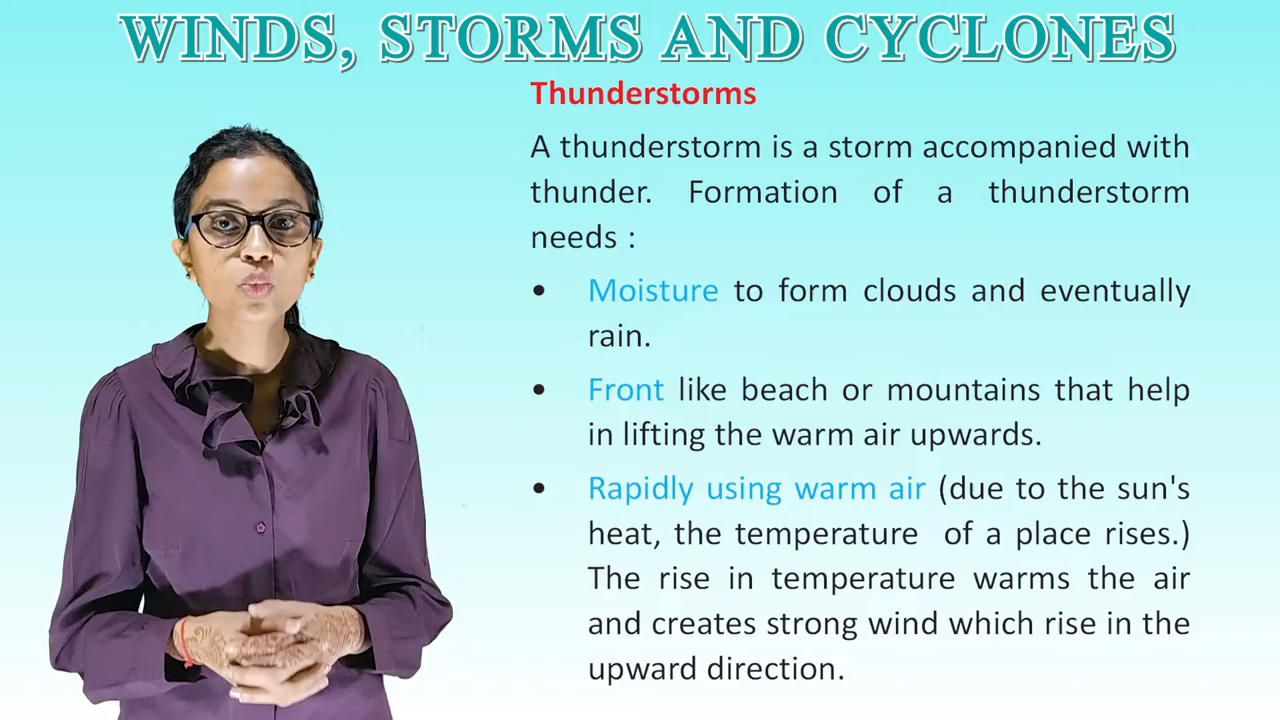 WINDS, STORMS AND CYCLONES
Thunderstorms
A thunderstorm is a storm accompanied with
thunder. Formation of a thunderstorm
needs :
• Moisture to form clouds and eventually
rain.
• Front like beach or mountains that help
in lifting the warm air upwards.
• Rapidly using warm air (due to the sun's
heat, the temperature of a place rises.)
The rise in temperature warms the air
and creates strong wind which rise in the
upward direction.